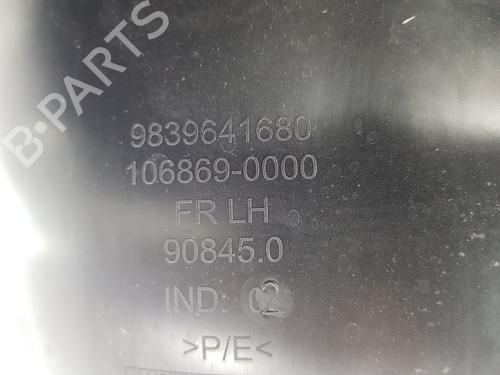 B-PARTS
9839641680
106869-0000
FR LH
90845.0
IND: 02
>P/E<